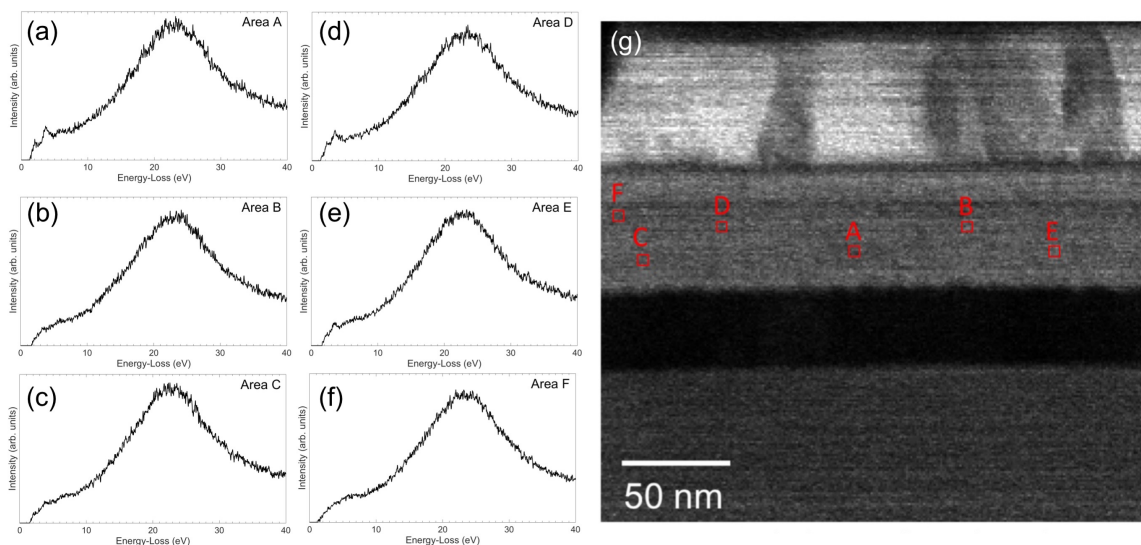 (a)
Area A
Intensity (arb. units)
0 10 20 30 40
Energy-Loss (eV)
(b)
Area B
Intensity (arb. units)
0 10 20 30 40
Energy-Loss (eV)
(c)
Area C
Intensity (arb. units)
0 10 20 30 40
Energy-Loss (eV)
(d)
Area D
Intensity (arb. units)
0 10 20 30 40
Energy-Loss (eV)
(e)
Area E
Intensity (arb. units)
0 10 20 30 40
Energy-Loss (eV)
(f)
Area F
Intensity (arb. units)
0 10 20 30 40
Energy-Loss (eV)
(g)
F
D
B
C
A
E
50 nm